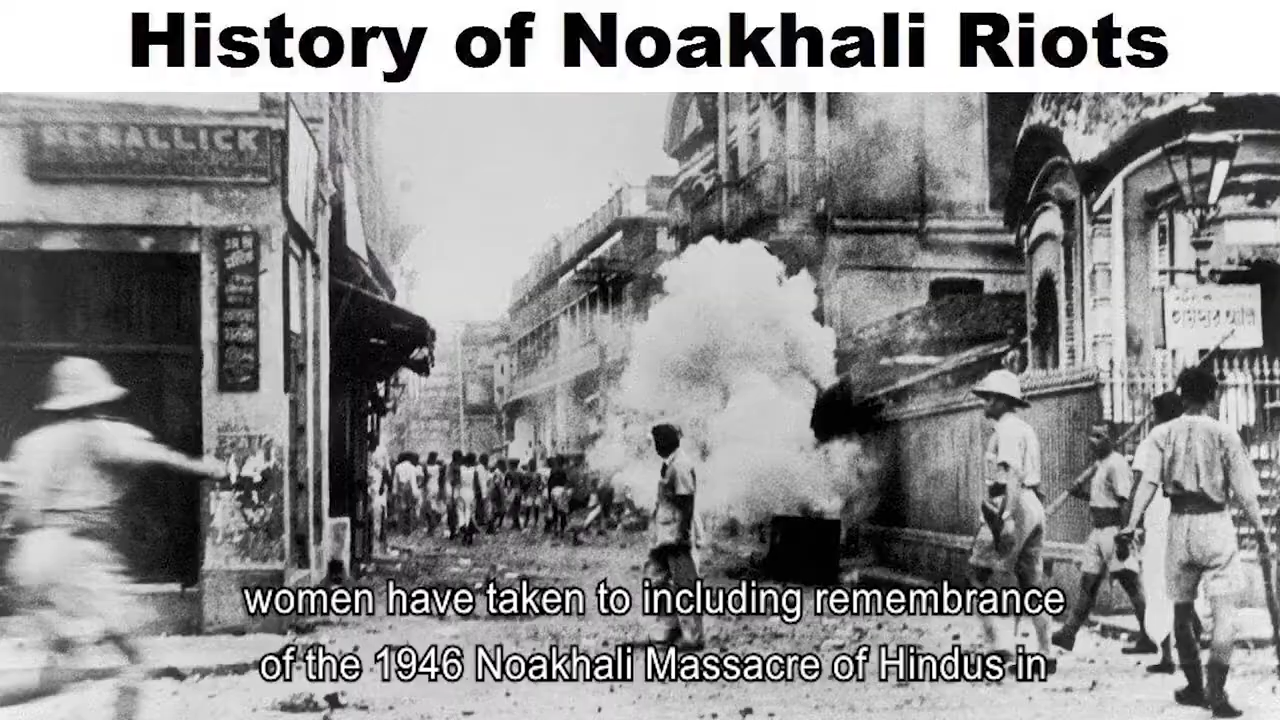 History of Noakhali Riots
women have taken to including remembrance
of the 1946 Noakhali Massacre of Hindus in